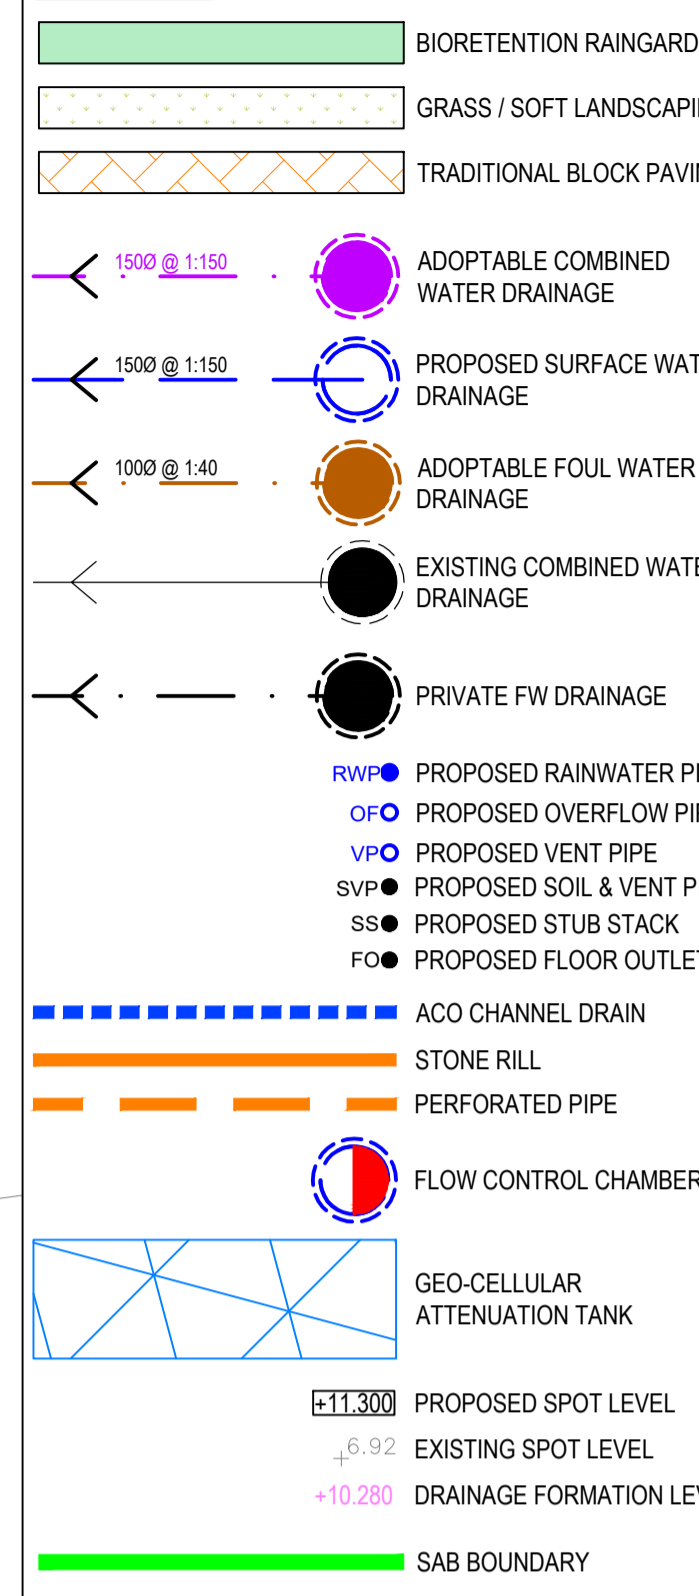 BIORETENTION RAINGARD
GRASS / SOFT LANDSCAPI
TRADITIONAL BLOCK PAVI
150Ø @ 1:150
ADOPTABLE COMBINED
WATER DRAINAGE
150Ø @ 1:150
PROPOSED SURFACE WAT
DRAINAGE
100Ø @ 1:40
ADOPTABLE FOUL WATER
DRAINAGE
EXISTING COMBINED WATE
DRAINAGE
PRIVATE FW DRAINAGE
RWP PROPOSED RAINWATER PI
OF PROPOSED OVERFLOW PIP
VP PROPOSED VENT PIPE
SVP PROPOSED SOIL & VENT P
SS PROPOSED STUB STACK
FO PROPOSED FLOOR OUTLET
ACO CHANNEL DRAIN
STONE RILL
PERFORATED PIPE
FLOW CONTROL CHAMBER
GEO-CELLULAR
ATTENUATION TANK
+11.300 PROPOSED SPOT LEVEL
+6.92 EXISTING SPOT LEVEL
+10.280 DRAINAGE FORMATION LEV
SAB BOUNDARY